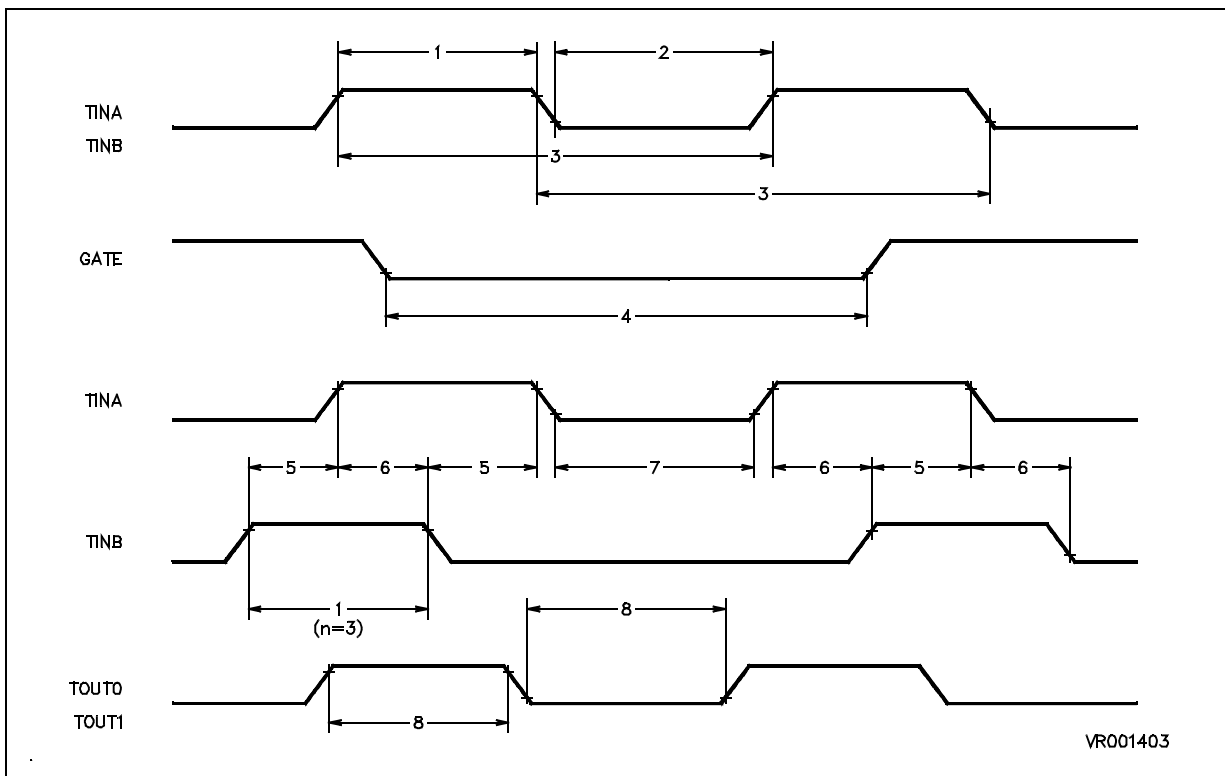 1 2
TINA
TINB
3
3
GATE
4
TINA
5 6 5 7 6 5 6
TINB
1 8
(n=3)
TOUT0
TOUT1 8
VR001403